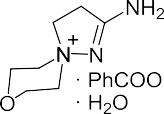 NH₂
N
+
N
· PhCOO
O
· H₂O